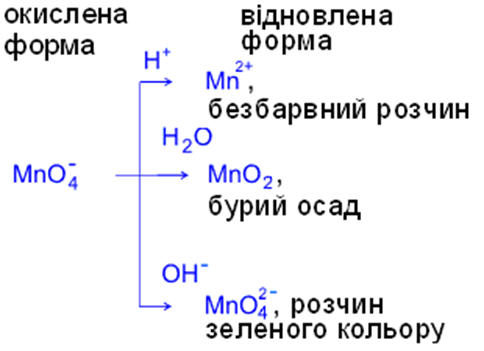 окислена форма
відновлена форма
H⁺
Mn²⁺,
безбарвний розчин
H₂O
MnO₄⁻
MnO₂,
бурий осад
OH⁻
MnO₄²⁻, розчин
зеленого кольору